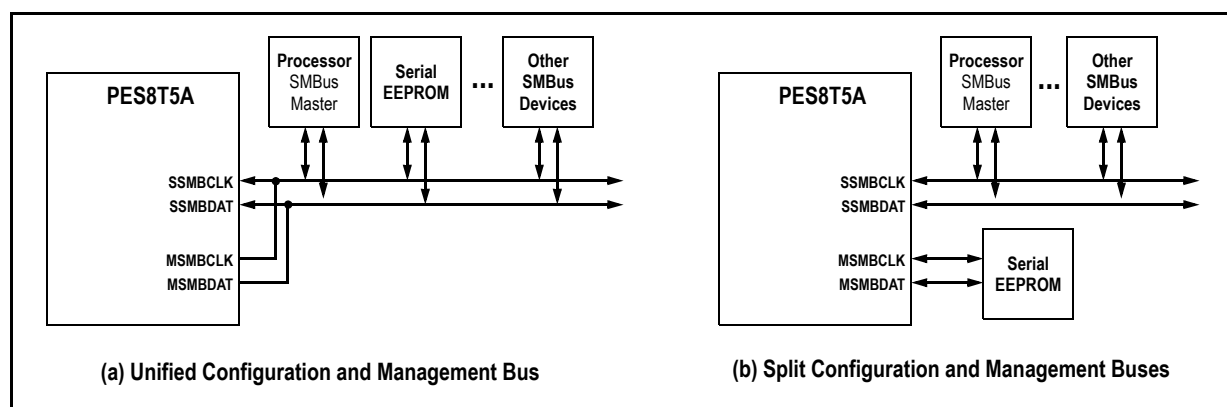 PES8T5A
Processor
SMBus
Master
Serial
EEPROM
...
Other
SMBus
Devices
SSMBCLK
SSMBDAT
MSMBCLK
MSMBDAT
(a) Unified Configuration and Management Bus
PES8T5A
Processor
SMBus
Master
...
Other
SMBus
Devices
SSMBCLK
SSMBDAT
MSMBCLK
MSMBDAT
Serial
EEPROM
(b) Split Configuration and Management Buses